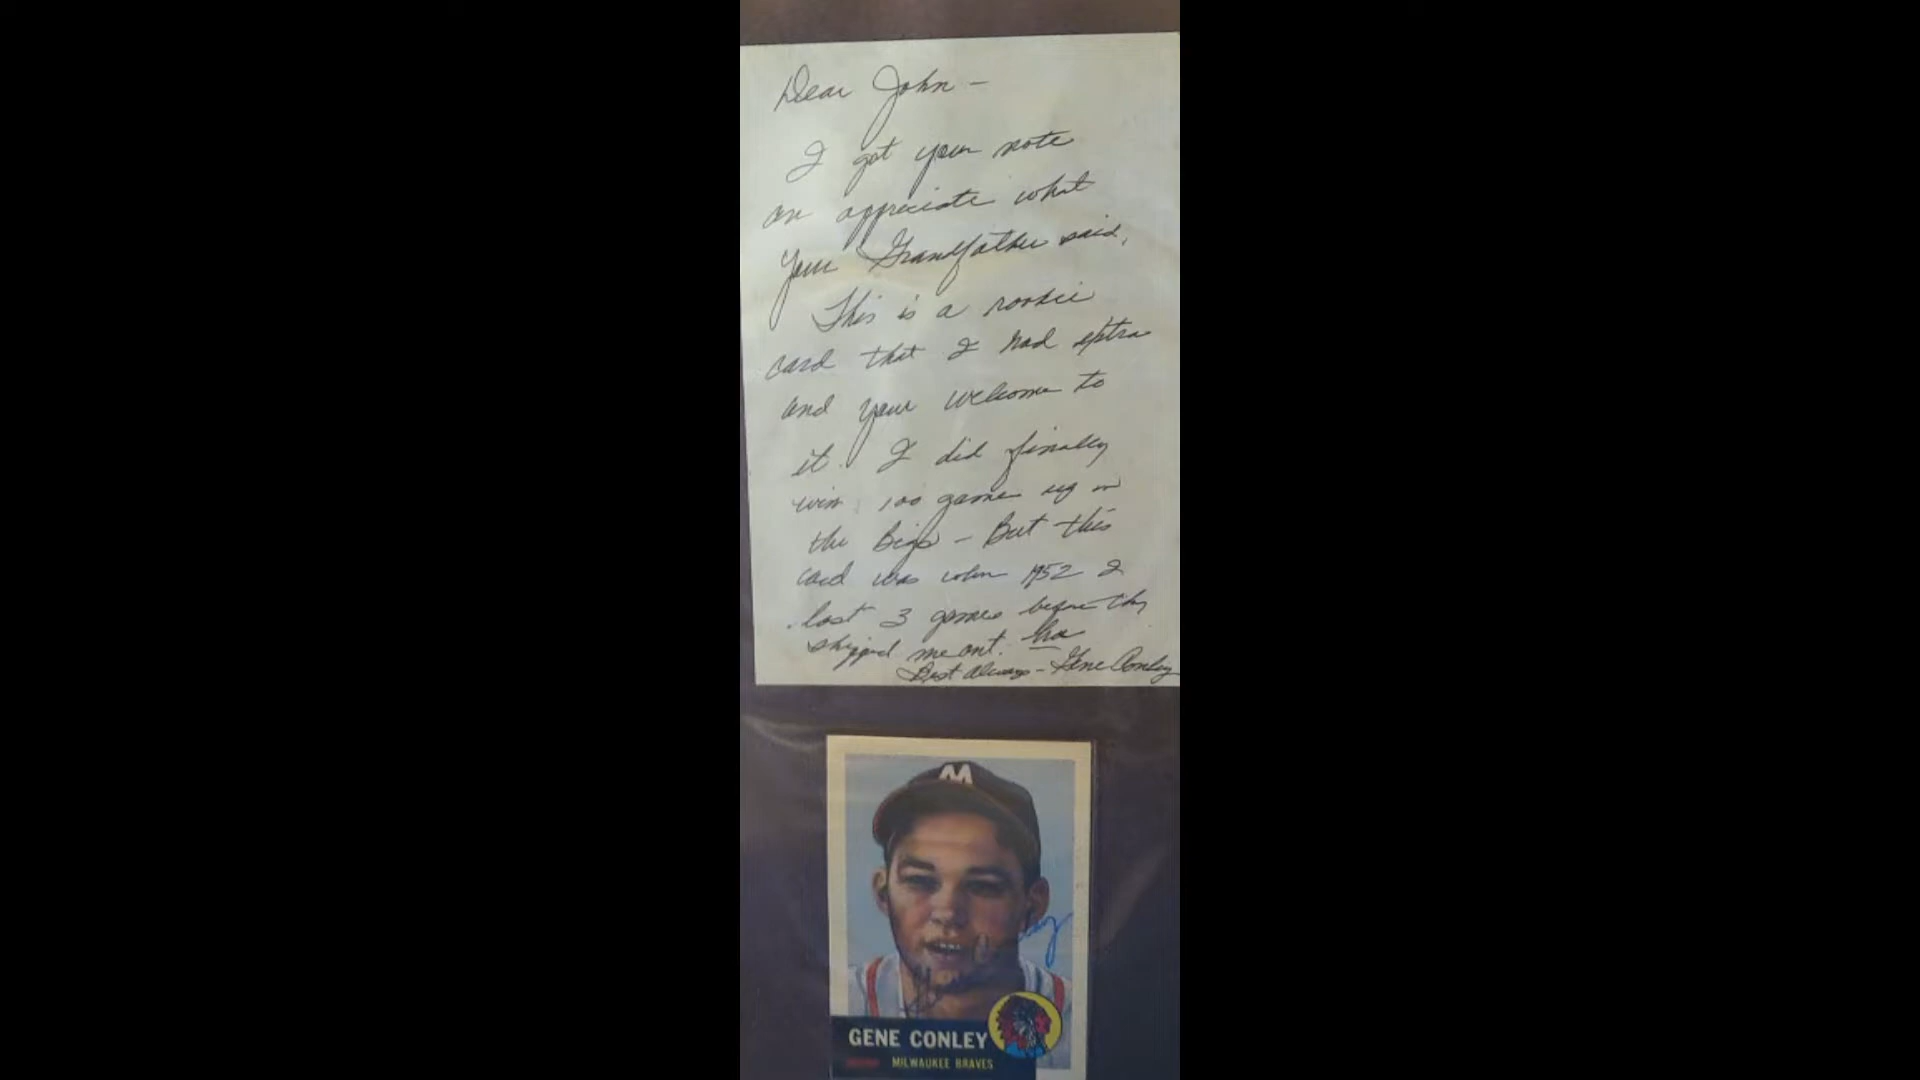 Dear John –
I got your note
an appreciate what
your Grandfather said.
This is a rookie
card that I had extra
and your welcome to
it. I did finally
win 100 games up in
the Bigs – But this
card was when 1952 I
lost 3 games before they
shipped me out. Ha
Best Always – Gene Conley
M
Gene Conley
GENE CONLEY
MILWAUKEE BRAVES